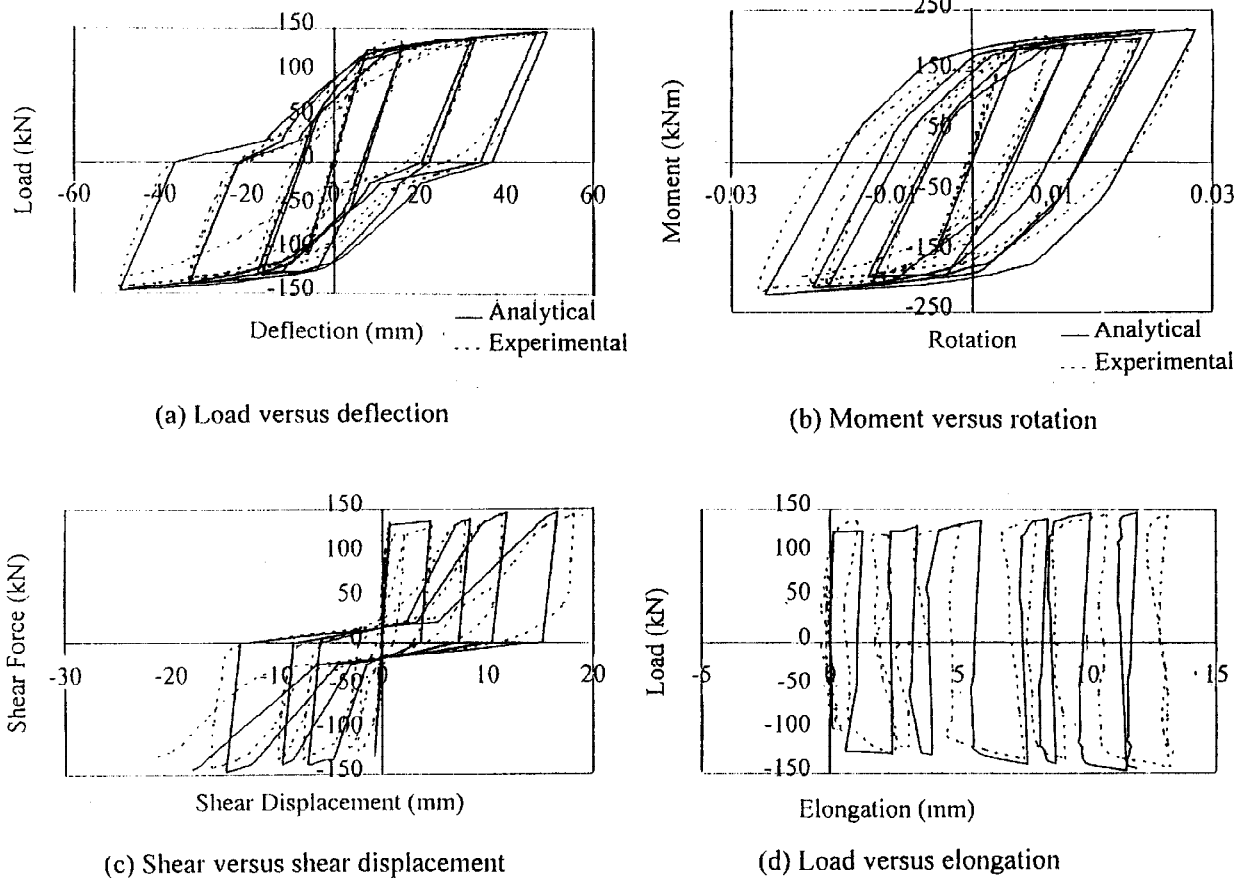 150
100
50
0
-50
-100
-150
-60 -40 -20 0 20 40 60
Load (kN)
Deflection (mm)
Analytical
Experimental
(a) Load versus deflection
250
150
50
-50
-150
-250
-0.03 -0.01 0.01 0.03
Moment (kNm)
Rotation
Analytical
Experimental
(b) Moment versus rotation
150
100
50
0
-50
-100
-150
-30 -20 -10 0 10 20
Shear Force (kN)
Shear Displacement (mm)
(c) Shear versus shear displacement
150
100
50
0
-50
-100
-150
-5 0 5 10 15
Load (kN)
Elongation (mm)
(d) Load versus elongation